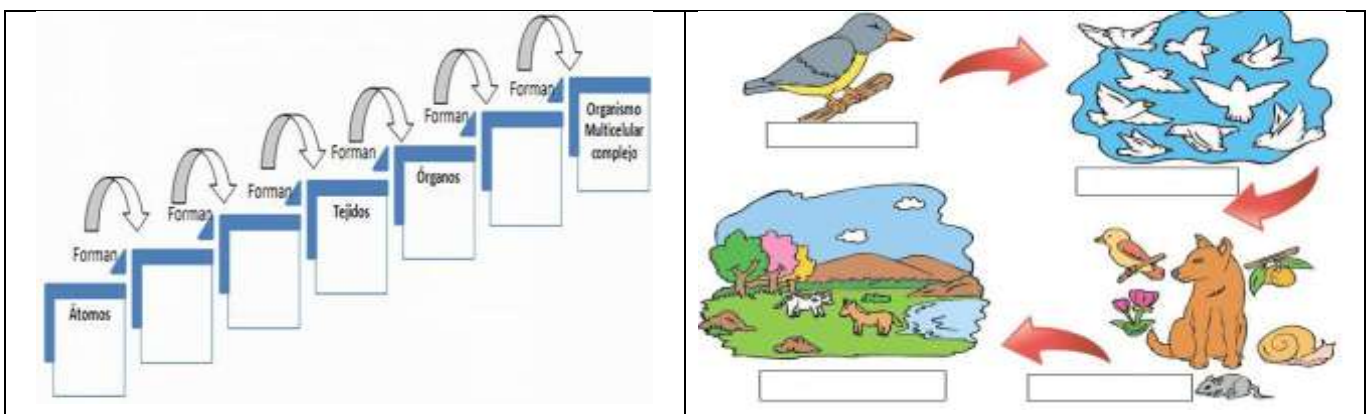 Átomos
Forman
Forman
Forman
Tejidos
Forman
Órganos
Forman
Forman
Organismo
Multicelular
complejo